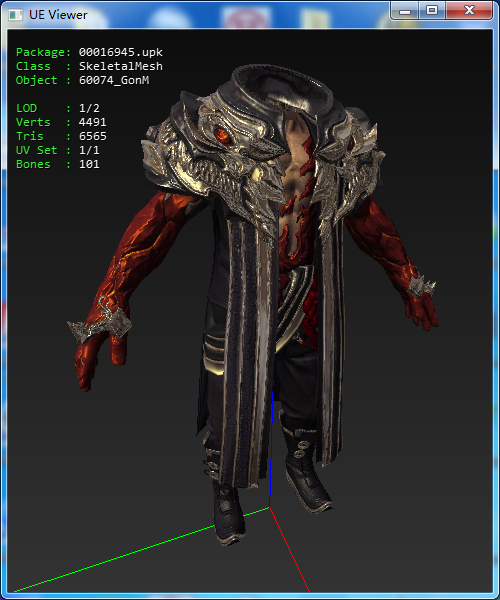 UE Viewer
Package: 00016945.upk
Class  : SkeletalMesh
Object : 60074_GonM
LOD    : 1/2
Verts  : 4491
Tris   : 6565
UV Set : 1/1
Bones  : 101